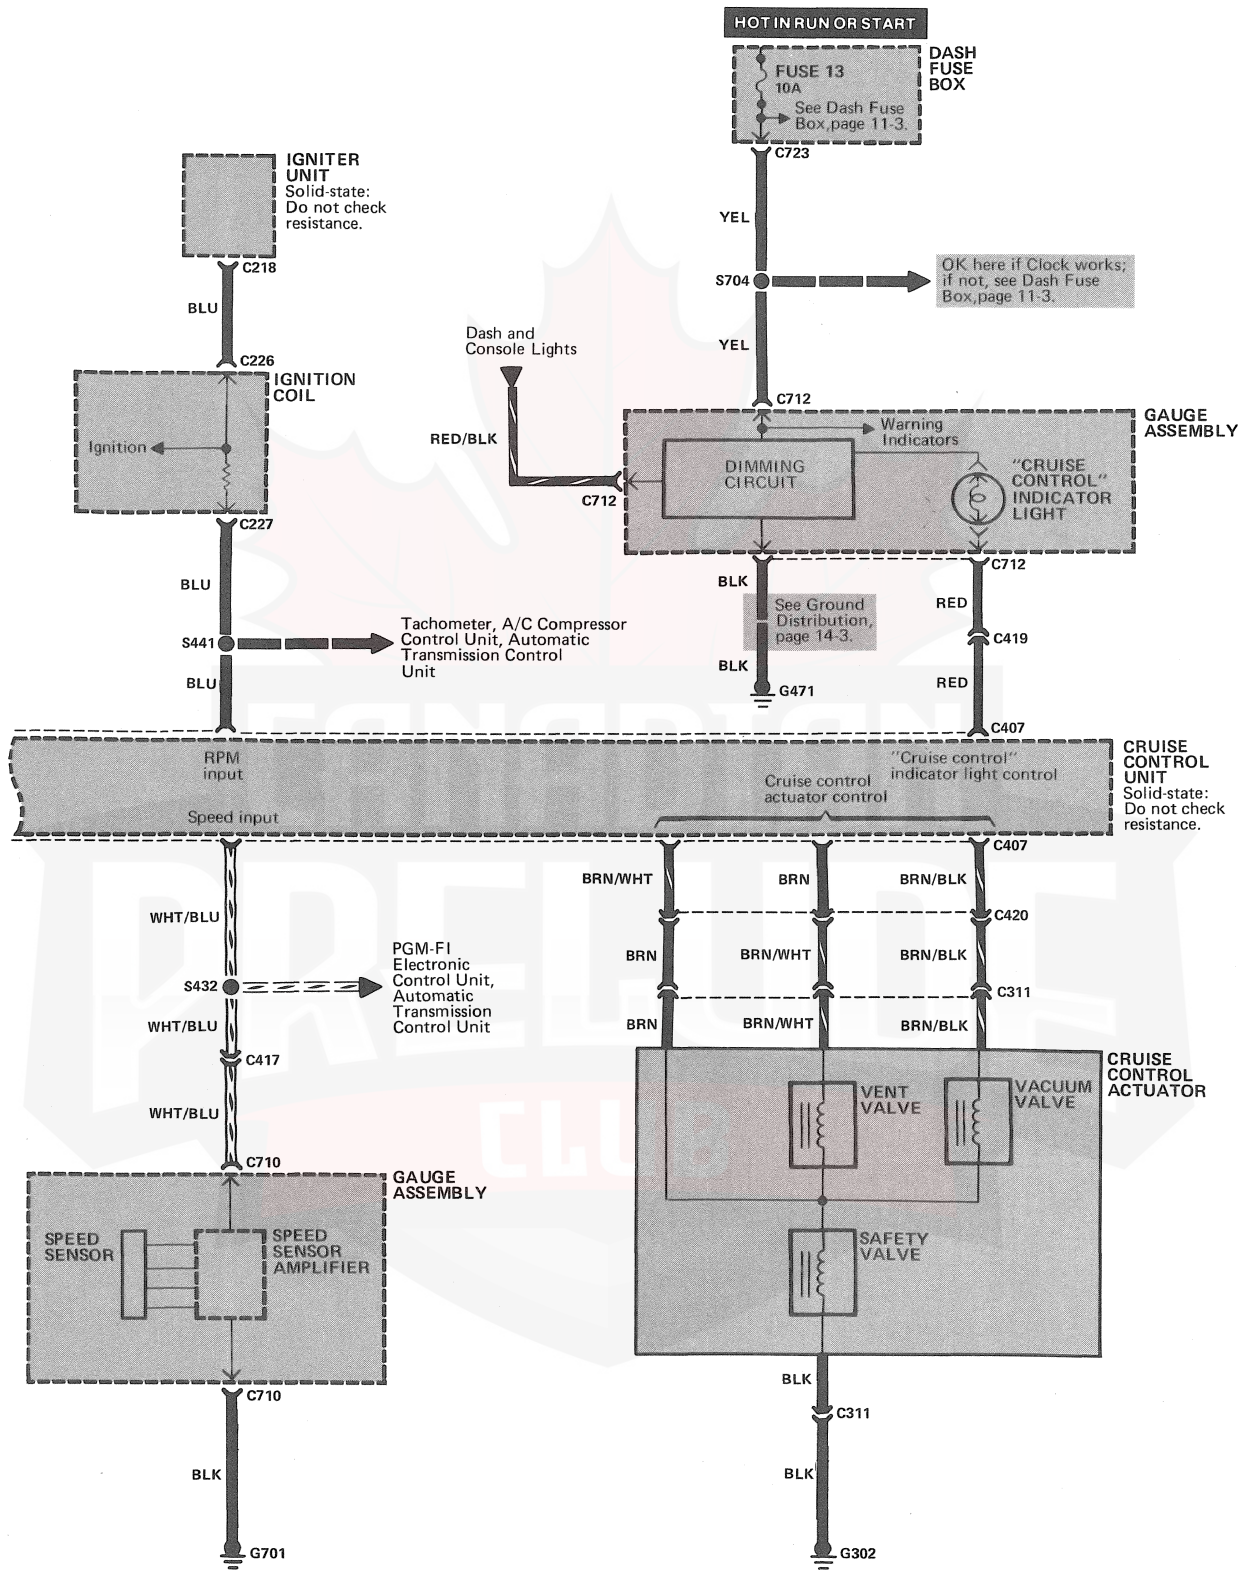 HOT IN RUN OR START
DASH
FUSE
BOX
FUSE 13
10A
See Dash Fuse
Box,page 11-3.
C723
YEL
S704
OK here if Clock works;
if not, see Dash Fuse
Box,page 11-3.
YEL
C712
IGNITER
UNIT
Solid-state:
Do not check
resistance.
C218
BLU
C226
IGNITION
COIL
Ignition
C227
BLU
S441
Tachometer, A/C Compressor
Control Unit, Automatic
Transmission Control
Unit
BLU
Dash and
Console Lights
RED/BLK
C712
GAUGE
ASSEMBLY
Warning
Indicators
DIMMING
CIRCUIT
"CRUISE
CONTROL"
INDICATOR
LIGHT
C712
BLK
See Ground
Distribution,
page 14-3.
BLK
G471
RED
C419
RED
C407
CANADIAN
PRELUDE
CLUB
RPM
input
Speed input
Cruise control
actuator control
"Cruise control"
indicator light control
CRUISE
CONTROL
UNIT
Solid-state:
Do not check
resistance.
C407
WHT/BLU
S432
PGM-FI
Electronic
Control Unit,
Automatic
Transmission
Control Unit
WHT/BLU
C417
WHT/BLU
C710
GAUGE
ASSEMBLY
SPEED
SENSOR
SPEED
SENSOR
AMPLIFIER
C710
BLK
G701
BRN/WHT
BRN
BRN/BLK
C420
BRN
BRN/WHT
BRN/BLK
C311
BRN
BRN/WHT
BRN/BLK
CRUISE
CONTROL
ACTUATOR
VENT
VALVE
VACUUM
VALVE
SAFETY
VALVE
BLK
C311
BLK
G302